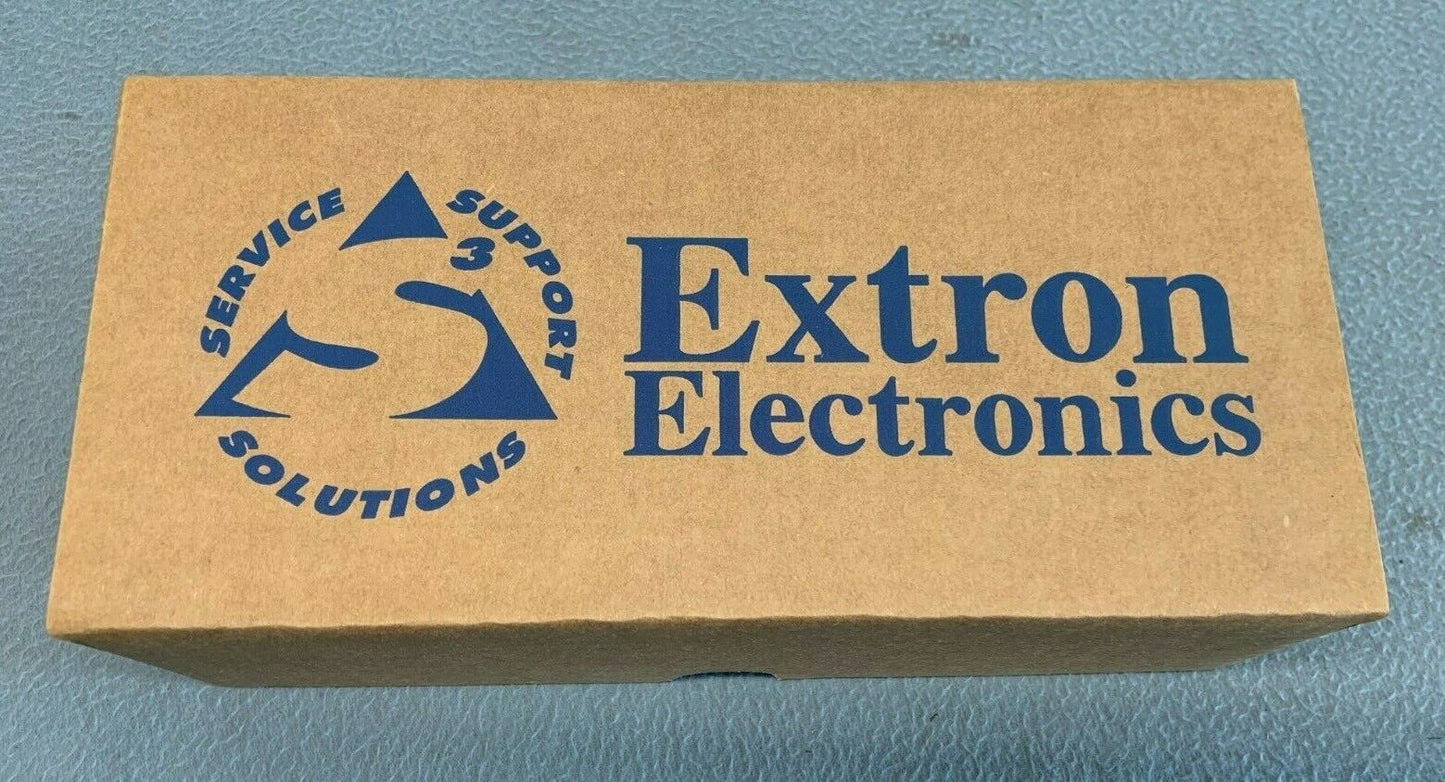 SERVICE
SUPPORT
3
SOLUTIONS
Extron
Electronics